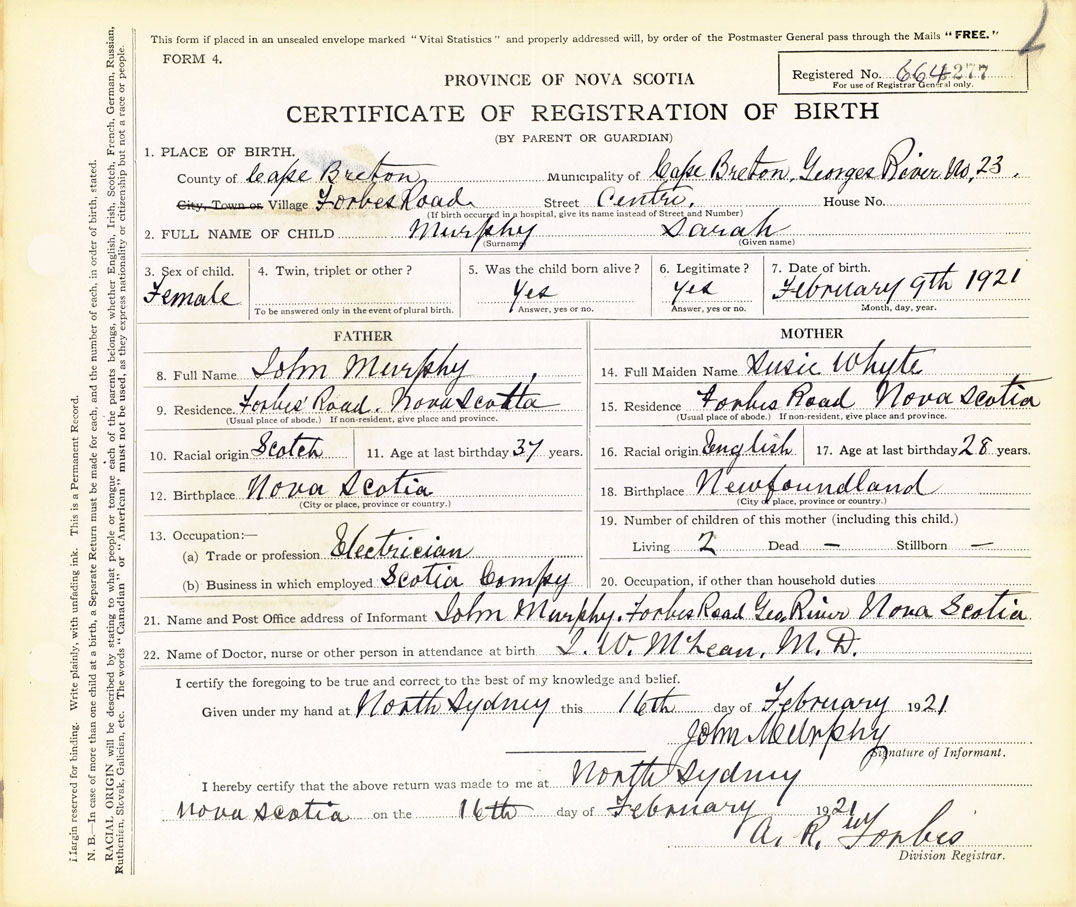 This form if placed in an unsealed envelope marked "Vital Statistics" and properly addressed will, by order of the Postmaster General pass through the Mails "FREE."
FORM 4.
Registered No. 664277
For use of Registrar General only.
PROVINCE OF NOVA SCOTIA
CERTIFICATE OF REGISTRATION OF BIRTH
(BY PARENT OR GUARDIAN)
1. PLACE OF BIRTH.
County of Cape Breton Municipality of Cape Breton, Georges River No, 23.
City, Town or Village Forbes Road Street Centre, House No.
(If birth occurred in a hospital, give its name instead of Street and Number)
2. FULL NAME OF CHILD Murphy Sarah
(Surname) (Given name)
3. Sex of child. 4. Twin, triplet or other? 5. Was the child born alive? 6. Legitimate? 7. Date of birth.
Female Yes Yes February 9th 1921
To be answered only in the event of plural birth. Answer, yes or no. Answer, yes or no. Month, day, year.
FATHER
8. Full Name John Murphy
9. Residence Forbes' Road. Nova Scotia
(Usual place of abode.) If non-resident, give place and province.
10. Racial origin Scotch 11. Age at last birthday 37 years.
12. Birthplace Nova Scotia
(City or place, province or country.)
13. Occupation:—
(a) Trade or profession Electrician
(b) Business in which employed Scotia Compy
MOTHER
14. Full Maiden Name Susie Whyte
15. Residence Forbes Road Nova Scotia
(Usual place of abode.) If non-resident, give place and province.
16. Racial origin English 17. Age at last birthday 28 years.
18. Birthplace Newfoundland
(City or place, province or country.)
19. Number of children of this mother (including this child.)
Living 2 Dead — Stillborn —
20. Occupation, if other than household duties
21. Name and Post Office address of Informant John Murphy. Forbes Road Geo River Nova Scotia
22. Name of Doctor, nurse or other person in attendance at birth L. W. McLean, M. D.
I certify the foregoing to be true and correct to the best of my knowledge and belief.
Given under my hand at North Sydney this 16th day of February 1921
John Murphy
Signature of Informant.
I hereby certify that the above return was made to me at North Sydney
Nova Scotia on the 16th day of February 1921
A. R. Forbes
Division Registrar.
Margin reserved for binding. Write plainly, with unfading ink. This is a Permanent Record.
N. B.—In case of more than one child at a birth, a Separate Return must be made for each, and the number of each, in order of birth, stated.
RACIAL ORIGIN will be described by stating to what people or tongue each of the parents belongs, whether English, Irish, Scotch, French, German, Russian,
Ruthenian, Slovak, Galician, etc. The words "Canadian" or "American" must not be used, as they express nationality or citizenship but not a race or people.